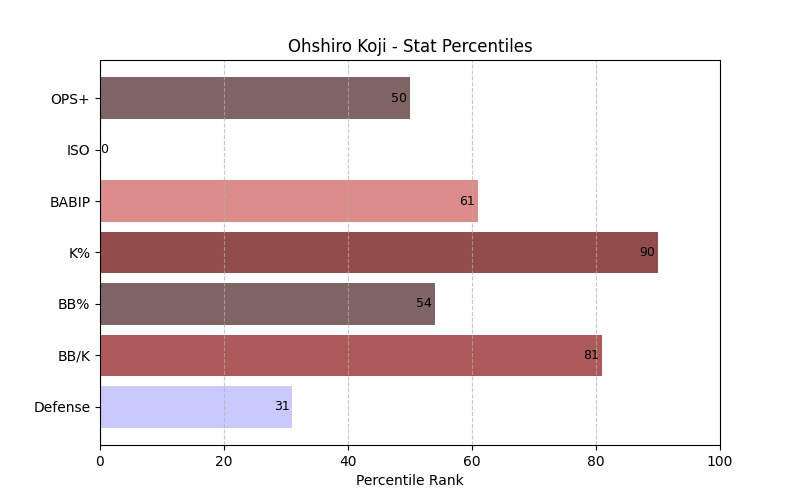 Ohshiro Koji - Stat Percentiles
OPS+ 50
ISO 0
BABIP 61
K% 90
BB% 54
BB/K 81
Defense 31
0 20 40 60 80 100
Percentile Rank